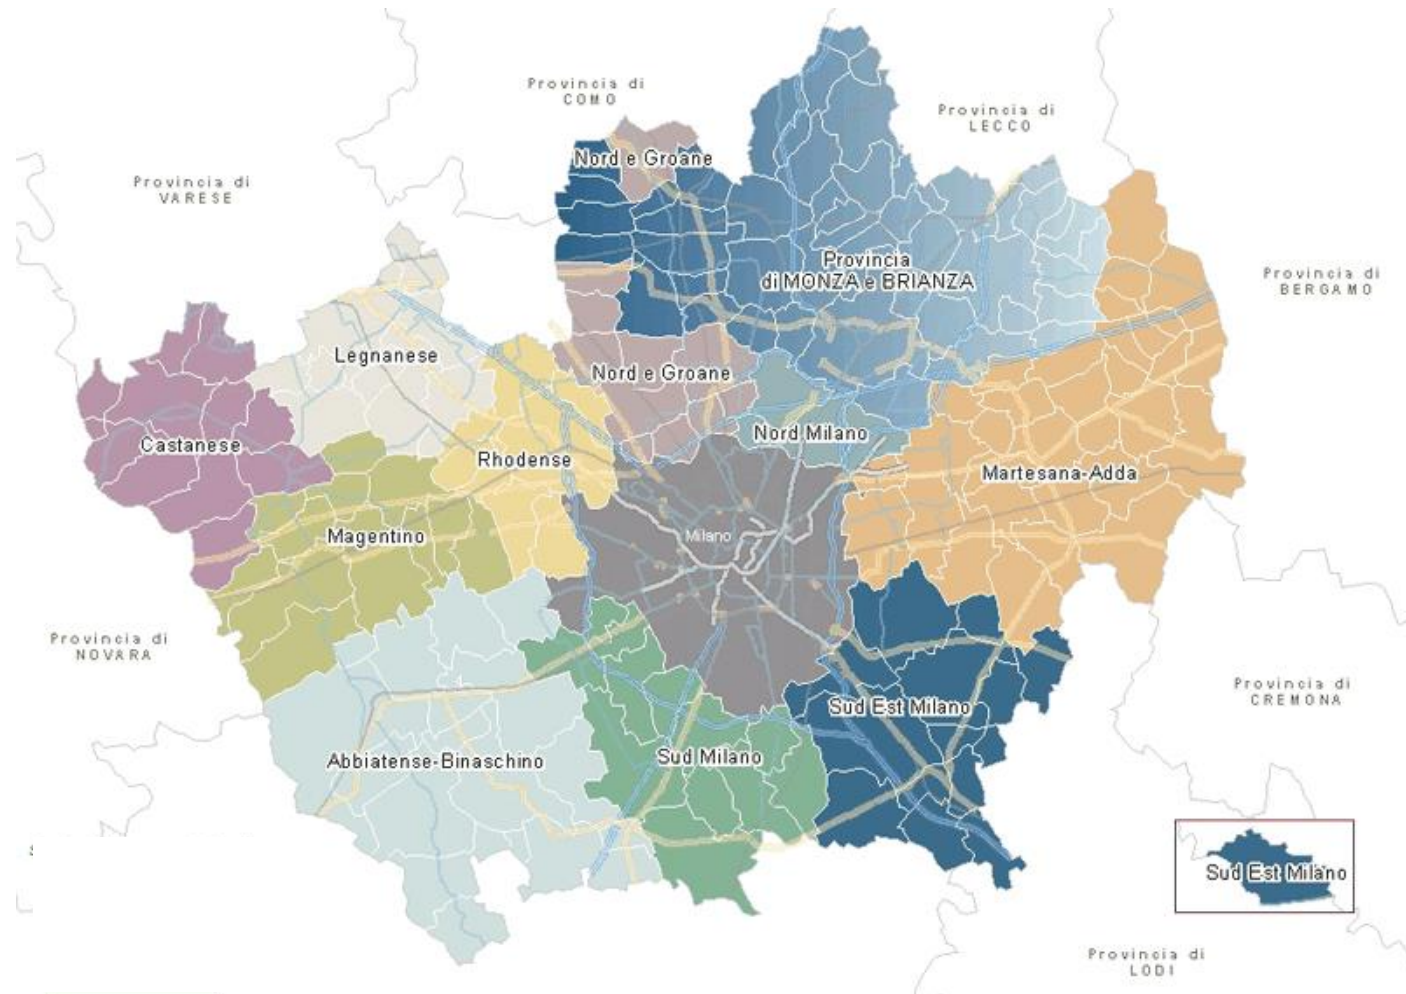 Provincia di
COMO
Provincia di
LECCO
Nord e Groane
Provincia di
VARESE
Provincia
di MONZA e BRIANZA
Provincia di
BERGAMO
Legnanese
Nord e Groane
Castanese
Rhodense
Nord Milano
Martesana-Adda
Magentino
Milano
Provincia di
NOVARA
Provincia di
CREMONA
Sud Est Milano
Abbiatense-Binaschino
Sud Milano
Sud Est Milano
Provincia di
LODI